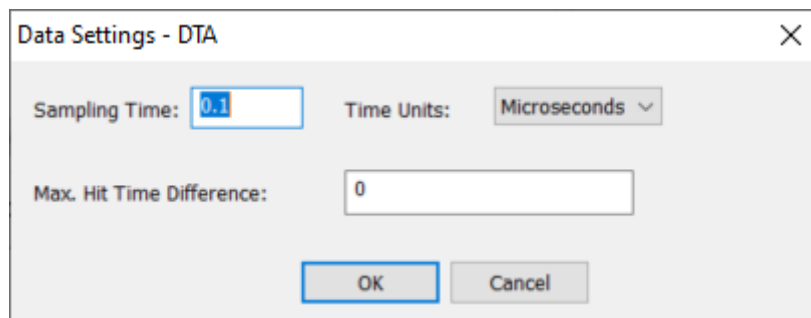 Data Settings - DTA
Sampling Time: 0.1 Time Units: Microseconds
Max. Hit Time Difference: 0
OK Cancel